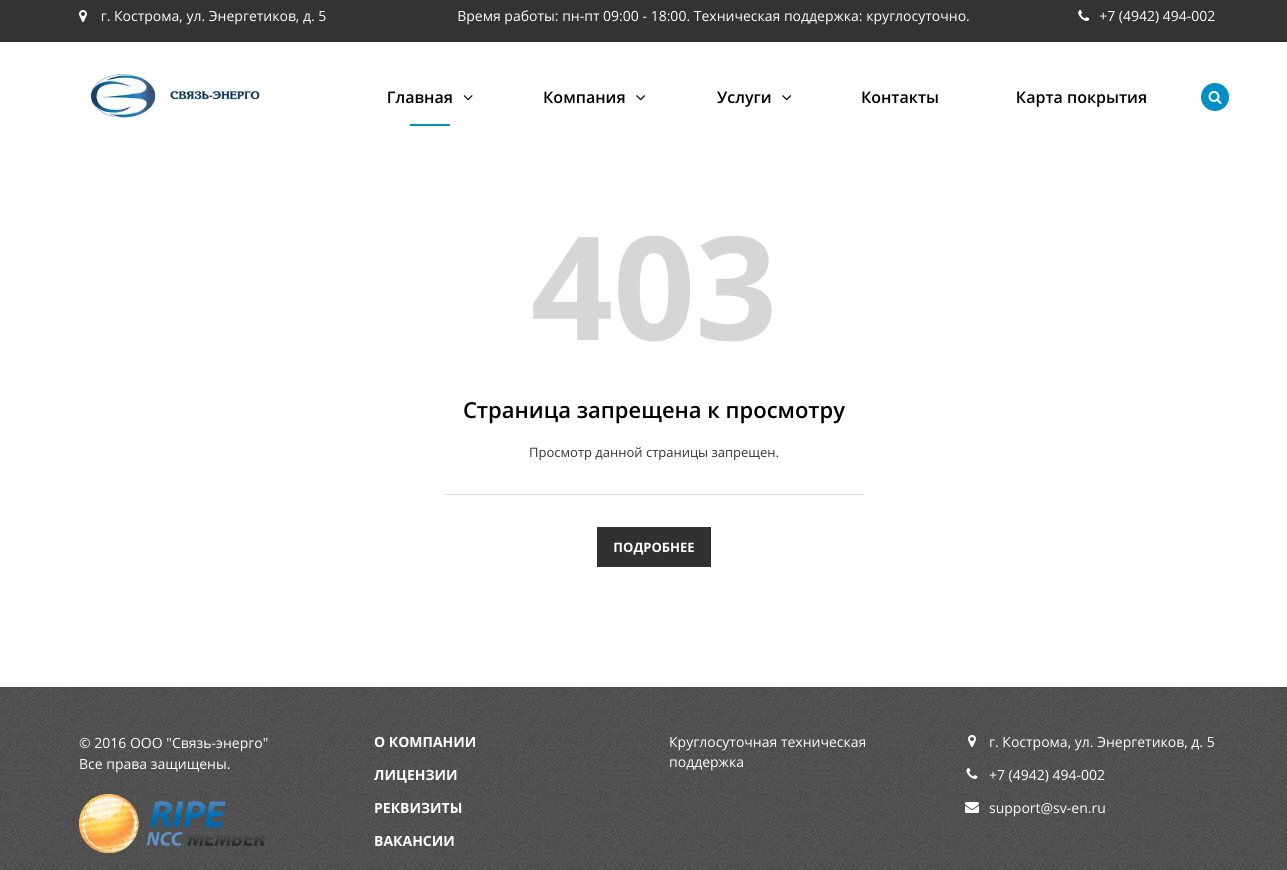 г. Кострома, ул. Энергетиков, д. 5
Время работы: пн-пт 09:00 - 18:00. Техническая поддержка: круглосуточно.
+7 (4942) 494-002
СВЯЗЬ-ЭНЕРГО
Главная
Компания
Услуги
Контакты
Карта покрытия
403
Страница запрещена к просмотру
Просмотр данной страницы запрещен.
ПОДРОБНЕЕ
© 2016 ООО "Связь-энерго"
Все права защищены.
RIPE
NCC MEMBER
О КОМПАНИИ
ЛИЦЕНЗИИ
РЕКВИЗИТЫ
ВАКАНСИИ
Круглосуточная техническая
поддержка
г. Кострома, ул. Энергетиков, д. 5
+7 (4942) 494-002
support@sv-en.ru